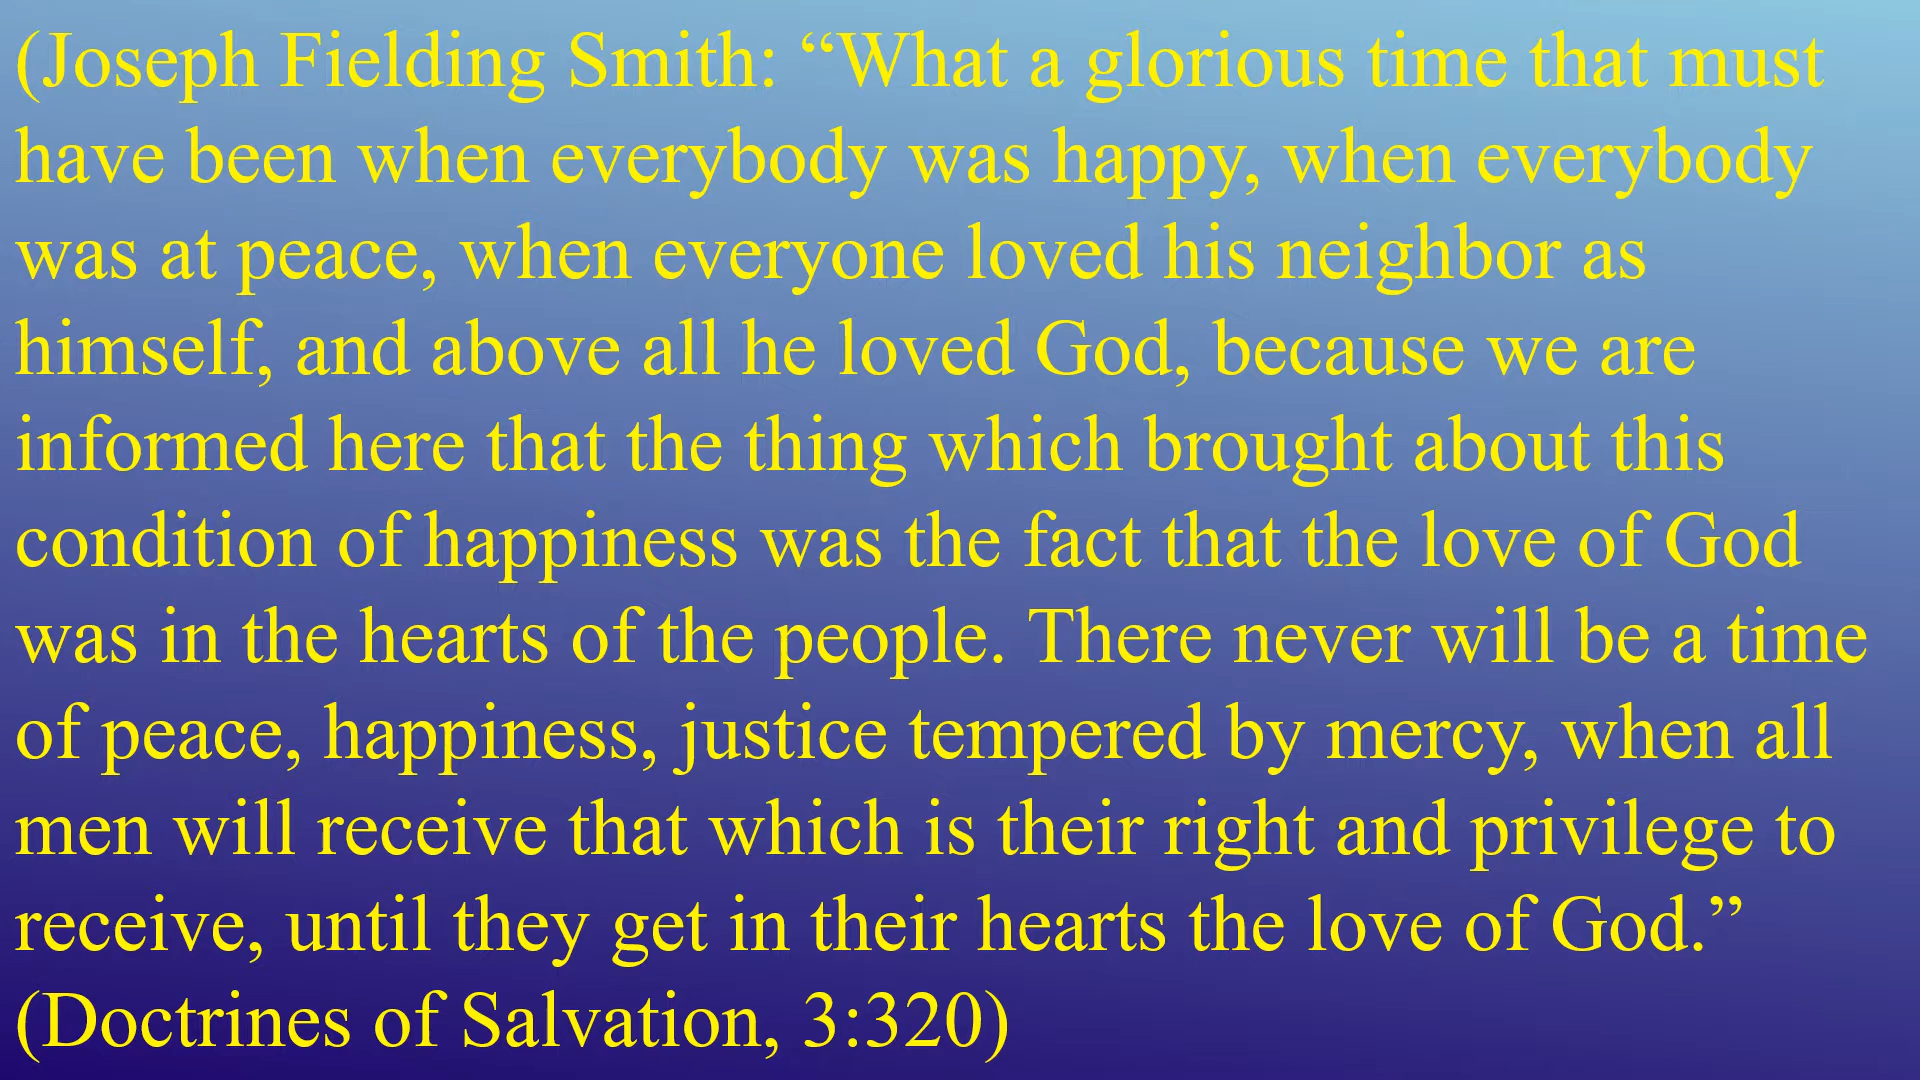 (Joseph Fielding Smith: “What a glorious time that must
have been when everybody was happy, when everybody
was at peace, when everyone loved his neighbor as
himself, and above all he loved God, because we are
informed here that the thing which brought about this
condition of happiness was the fact that the love of God
was in the hearts of the people. There never will be a time
of peace, happiness, justice tempered by mercy, when all
men will receive that which is their right and privilege to
receive, until they get in their hearts the love of God.”
(Doctrines of Salvation, 3:320)